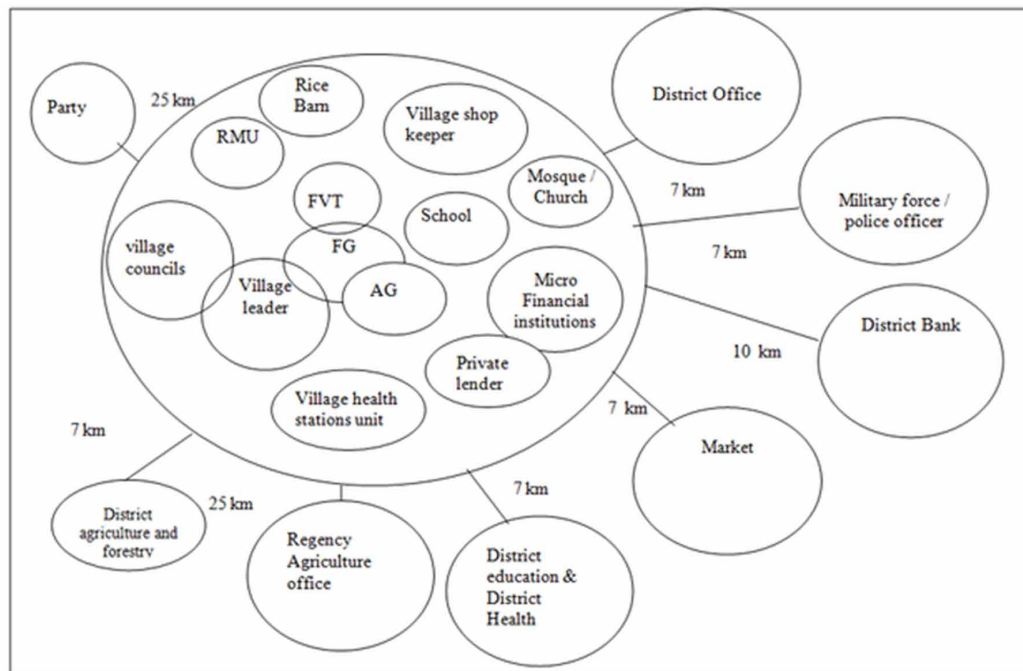 Party
25 km
Rice
Barn
RMU
Village shop
keeper
District Office
Mosque /
Church
7 km
Military force /
police officer
FVT
School
FG
village
councils
Village
leader
AG
Micro
Financial
institutions
7 km
District Bank
10 km
Private
lender
Village health
stations unit
7 km
Market
7 km
District
agriculture and
forestry
25 km
Regency
Agriculture
office
7 km
District
education &
District
Health